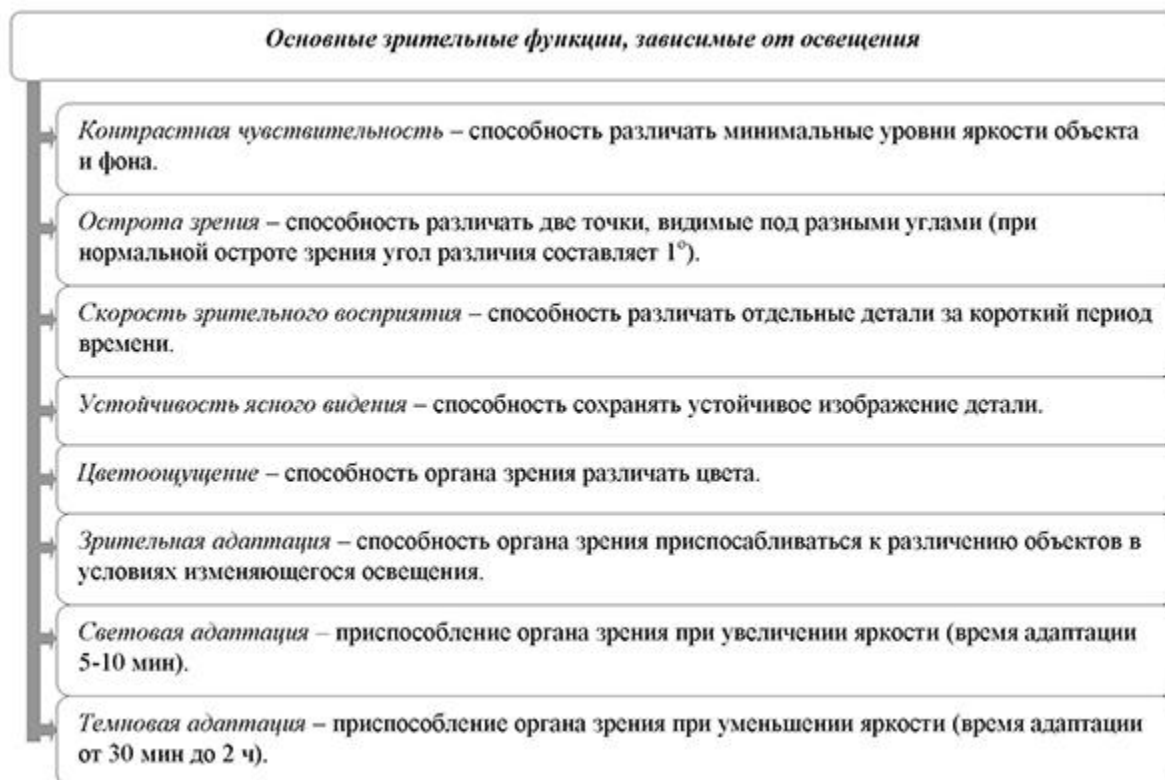 Основные зрительные функции, зависимые от освещения
Контрастная чувствительность – способность различать минимальные уровни яркости объекта
и фона.
Острота зрения – способность различать две точки, видимые под разными углами (при
нормальной остроте зрения угол различия составляет 1°).
Скорость зрительного восприятия – способность различать отдельные детали за короткий период
времени.
Устойчивость ясного видения – способность сохранять устойчивое изображение детали.
Цветоощущение – способность органа зрения различать цвета.
Зрительная адаптация – способность органа зрения приспосабливаться к различению объектов в
условиях изменяющегося освещения.
Световая адаптация – приспособление органа зрения при увеличении яркости (время адаптации
5-10 мин).
Темновая адаптация – приспособление органа зрения при уменьшении яркости (время адаптации
от 30 мин до 2 ч).